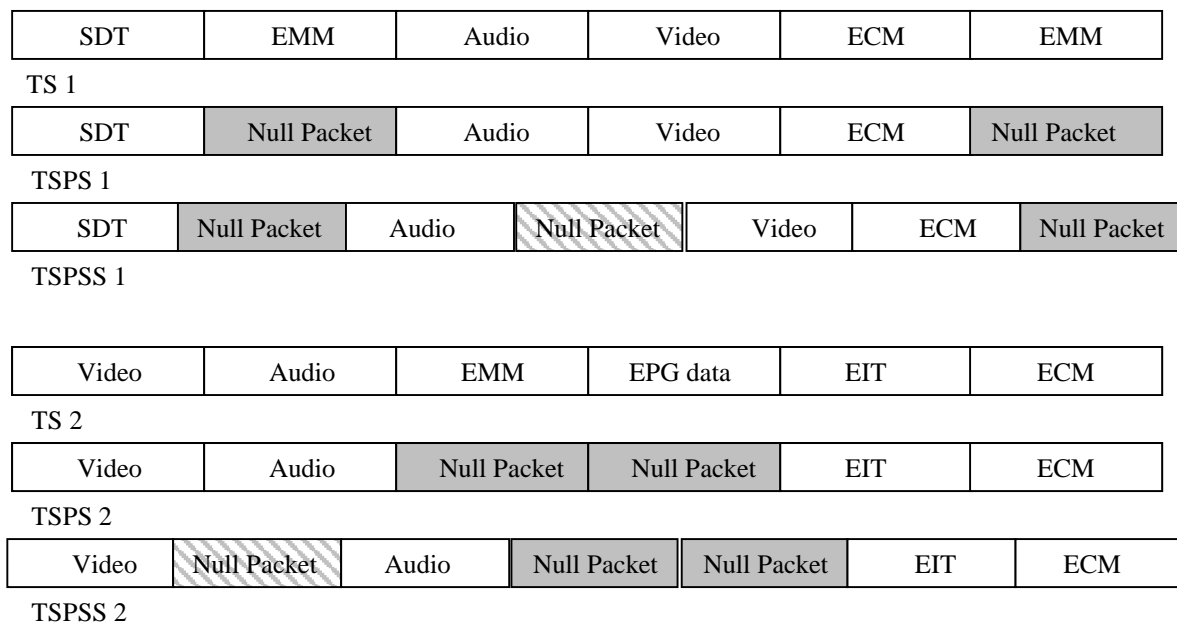 SDT EMM Audio Video ECM EMM
TS 1
SDT Null Packet Audio Video ECM Null Packet
TSPS 1
SDT Null Packet Audio Null Packet Video ECM Null Packet
TSPSS 1
Video Audio EMM EPG data EIT ECM
TS 2
Video Audio Null Packet Null Packet EIT ECM
TSPS 2
Video Null Packet Audio Null Packet Null Packet EIT ECM
TSPSS 2